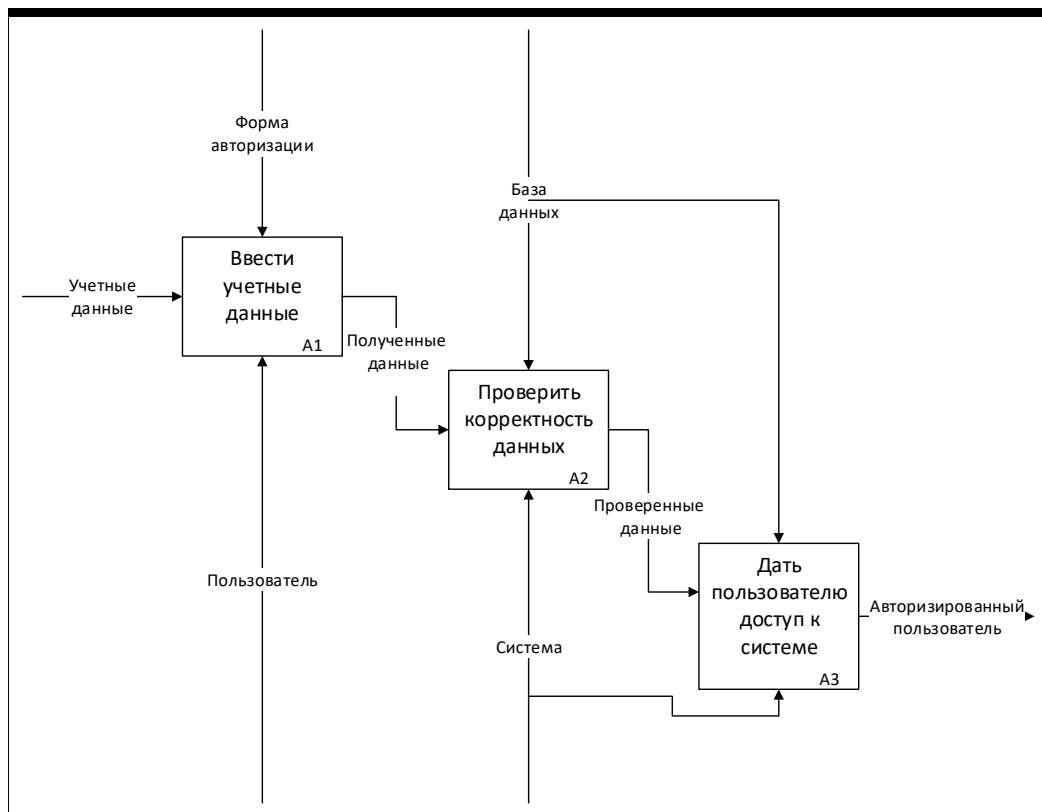 Форма
авторизации
База
данных
Ввести
учетные
данные
A1
Учетные
данные
Полученные
данные
Проверить
корректность
данных
A2
Проверенные
данные
Пользователь
Дать
пользователю
доступ к
системе
A3
Авторизированный
пользователь
Система